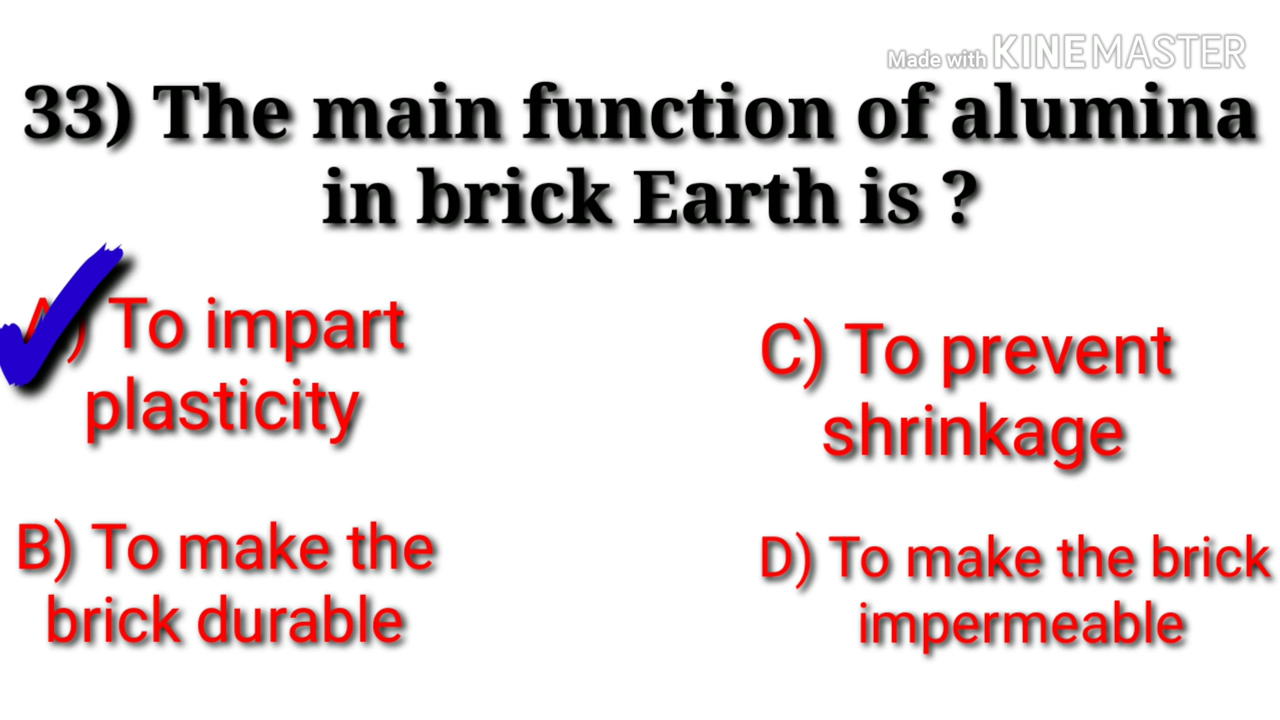 Made with KINEMASTER
33) The main function of alumina
in brick Earth is ?
A) To impart
plasticity
C) To prevent
shrinkage
B) To make the
brick durable
D) To make the brick
impermeable